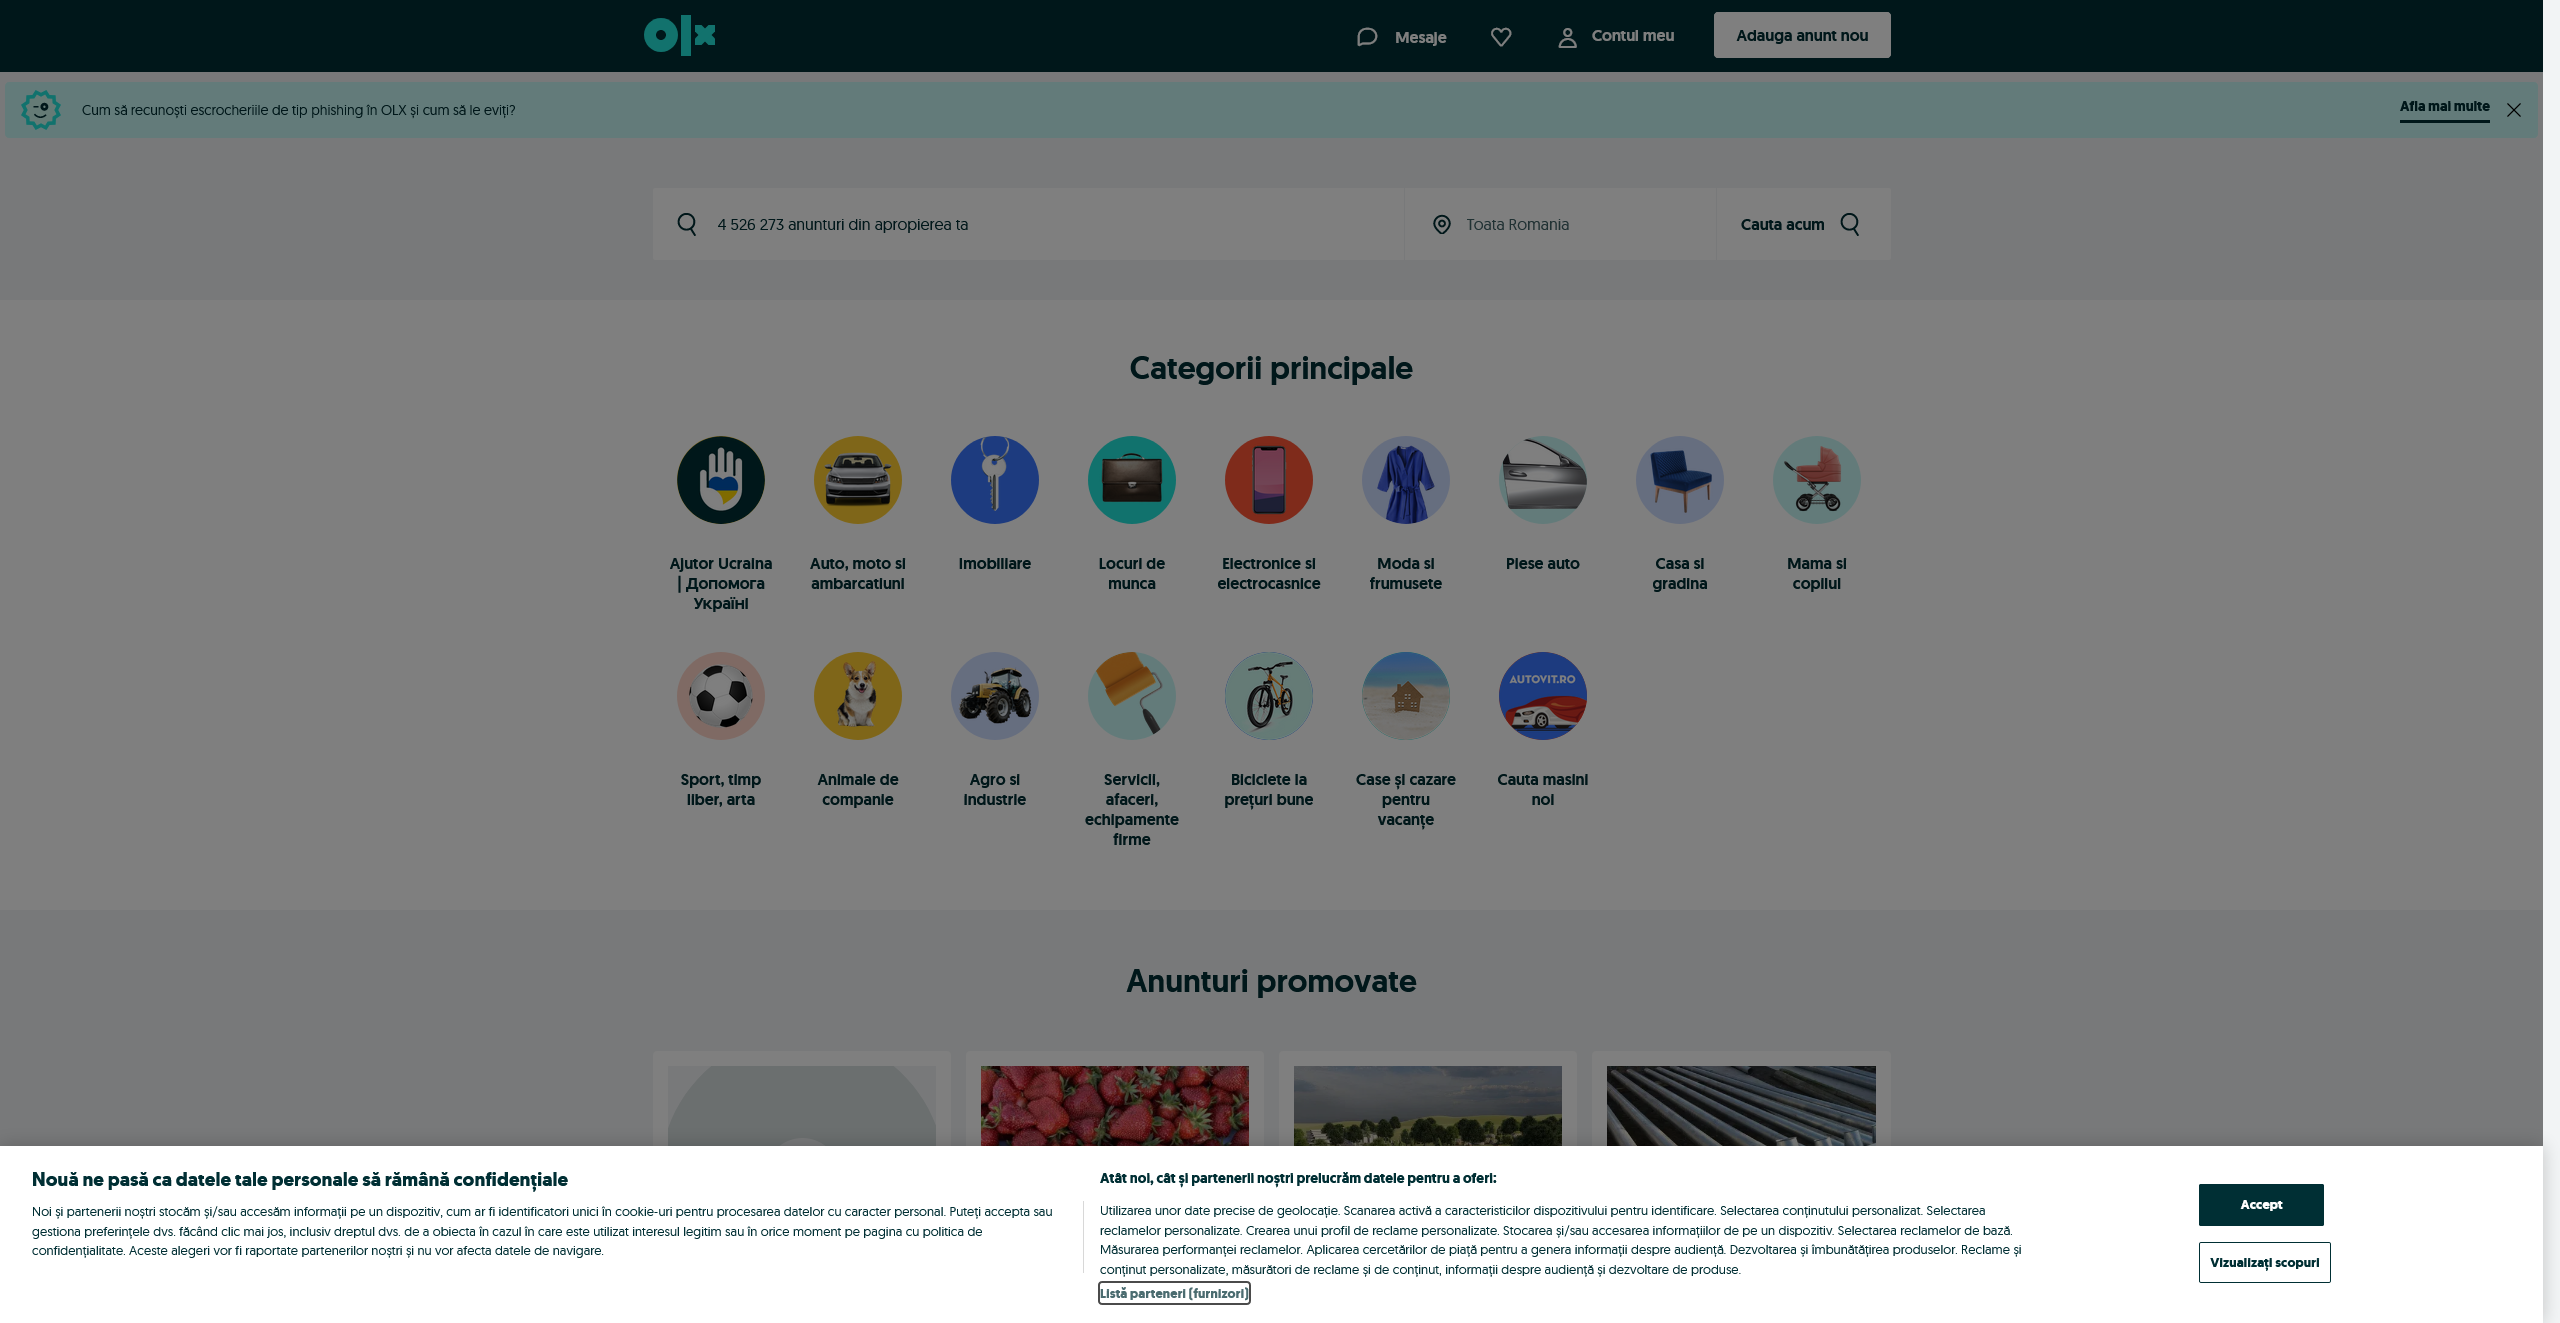 olx
Mesaje
Contul meu
Adauga anunt nou
Cum să recunoști escrocheriile de tip phishing în OLX și cum să le eviți?
Afla mai multe
4 526 273 anunturi din apropierea ta
Toata Romania
Cauta acum
Categorii principale
Ajutor Ucraina
| Допомога
Україні
Auto, moto si
ambarcatiuni
Imobiliare
Locuri de
munca
Electronice si
electrocasnice
Moda si
frumusete
Piese auto
Casa si
gradina
Mama si
copilul
AUTOVIT.RO
Sport, timp
liber, arta
Animale de
companie
Agro si
industrie
Servicii,
afaceri,
echipamente
firme
Biciclete la
prețuri bune
Case și cazare
pentru
vacanțe
Cauta masini
noi
Anunturi promovate
Nouă ne pasă ca datele tale personale să rămână confidențiale
Noi și partenerii noștri stocăm și/sau accesăm informații pe un dispozitiv, cum ar fi identificatori unici în cookie-uri pentru procesarea datelor cu caracter personal. Puteți accepta sau
gestiona preferințele dvs. făcând clic mai jos, inclusiv dreptul dvs. de a obiecta în cazul în care este utilizat interesul legitim sau în orice moment pe pagina cu politica de
confidențialitate. Aceste alegeri vor fi raportate partenerilor noștri și nu vor afecta datele de navigare.
Atât noi, cât și partenerii noștri prelucrăm datele pentru a oferi:
Utilizarea unor date precise de geolocație. Scanarea activă a caracteristicilor dispozitivului pentru identificare. Selectarea conținutului personalizat. Selectarea
reclamelor personalizate. Crearea unui profil de reclame personalizate. Stocarea și/sau accesarea informațiilor de pe un dispozitiv. Selectarea reclamelor de bază.
Măsurarea performanței reclamelor. Aplicarea cercetărilor de piață pentru a genera informații despre audiență. Dezvoltarea și îmbunătățirea produselor. Reclame și
conținut personalizate, măsurători de reclame și de conținut, informații despre audiență și dezvoltare de produse.
Listă parteneri (furnizori)
Accept
Vizualizați scopuri